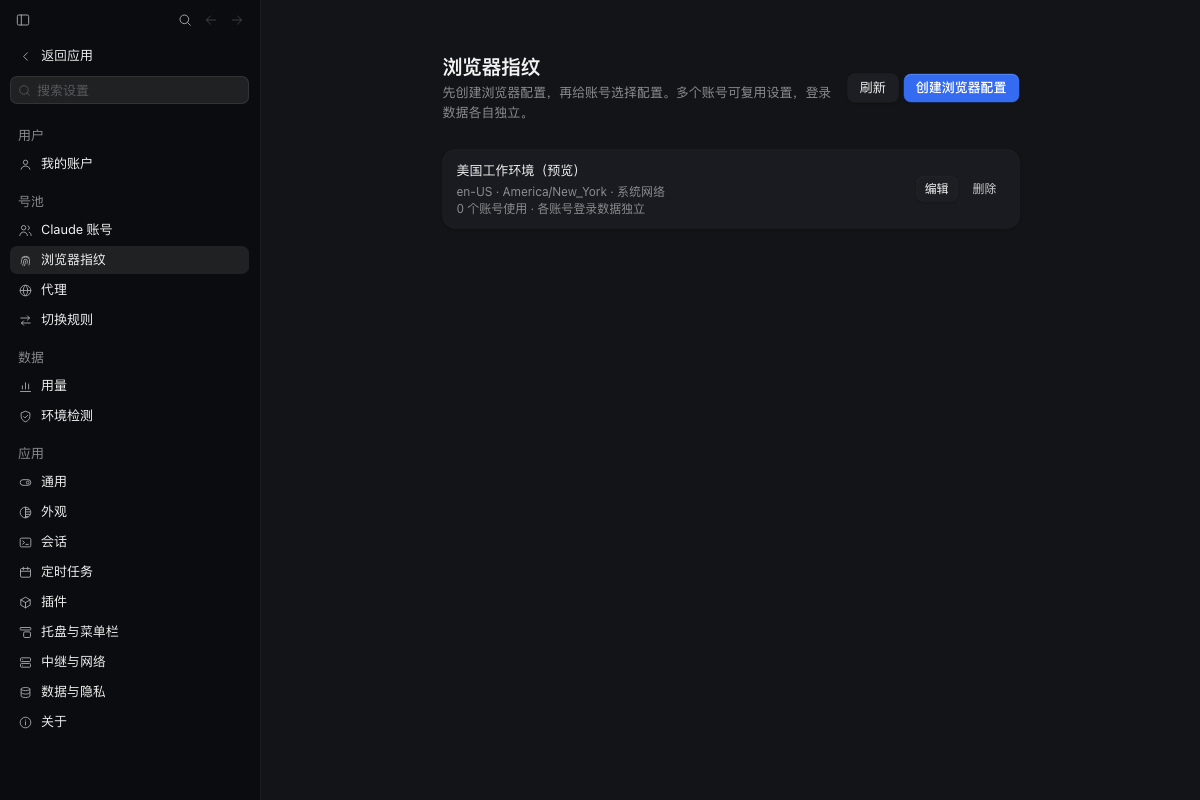 返回应用
搜索设置
用户
我的账户
号池
Claude 账号
浏览器指纹
代理
切换规则
数据
用量
环境检测
应用
通用
外观
会话
定时任务
插件
托盘与菜单栏
中继与网络
数据与隐私
关于
浏览器指纹
先创建浏览器配置，再给账号选择配置。多个账号可复用设置，登录
数据各自独立。
刷新
创建浏览器配置
美国工作环境（预览）
en-US · America/New_York · 系统网络
0 个账号使用 · 各账号登录数据独立
编辑
删除